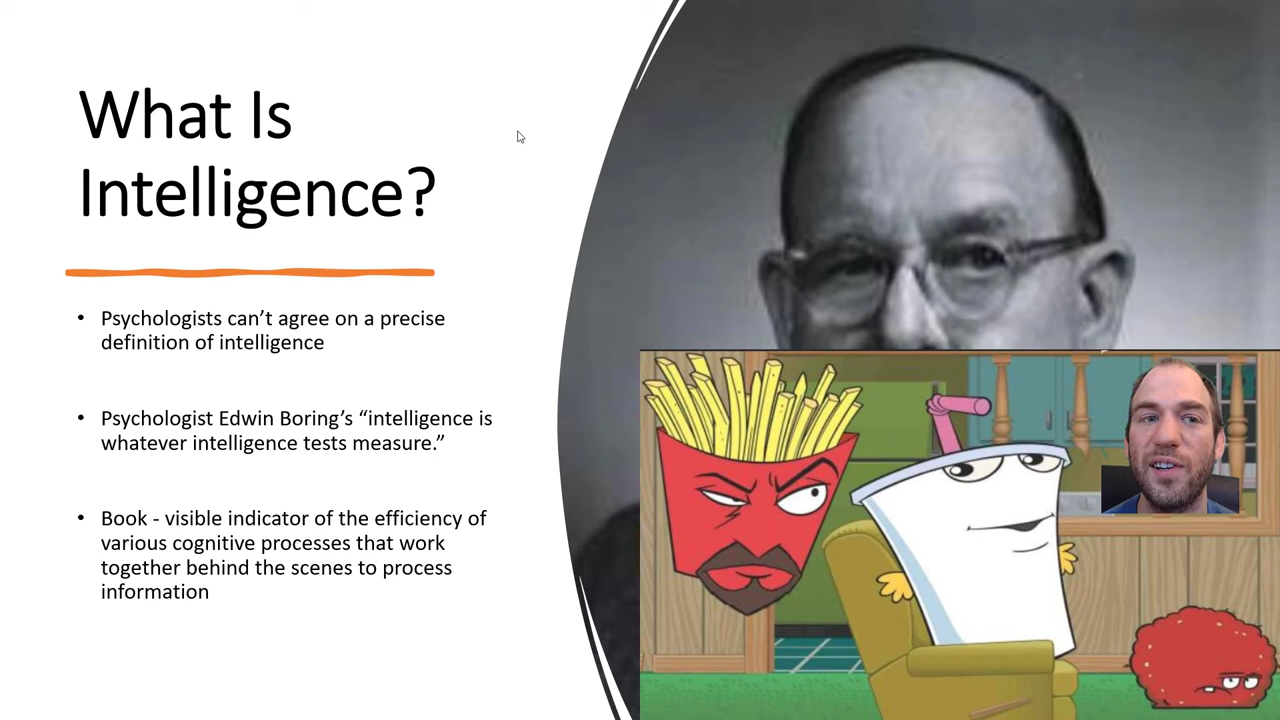 What Is
Intelligence?
• Psychologists can’t agree on a precise
definition of intelligence
• Psychologist Edwin Boring’s “intelligence is
whatever intelligence tests measure.”
• Book - visible indicator of the efficiency of
various cognitive processes that work
together behind the scenes to process
information